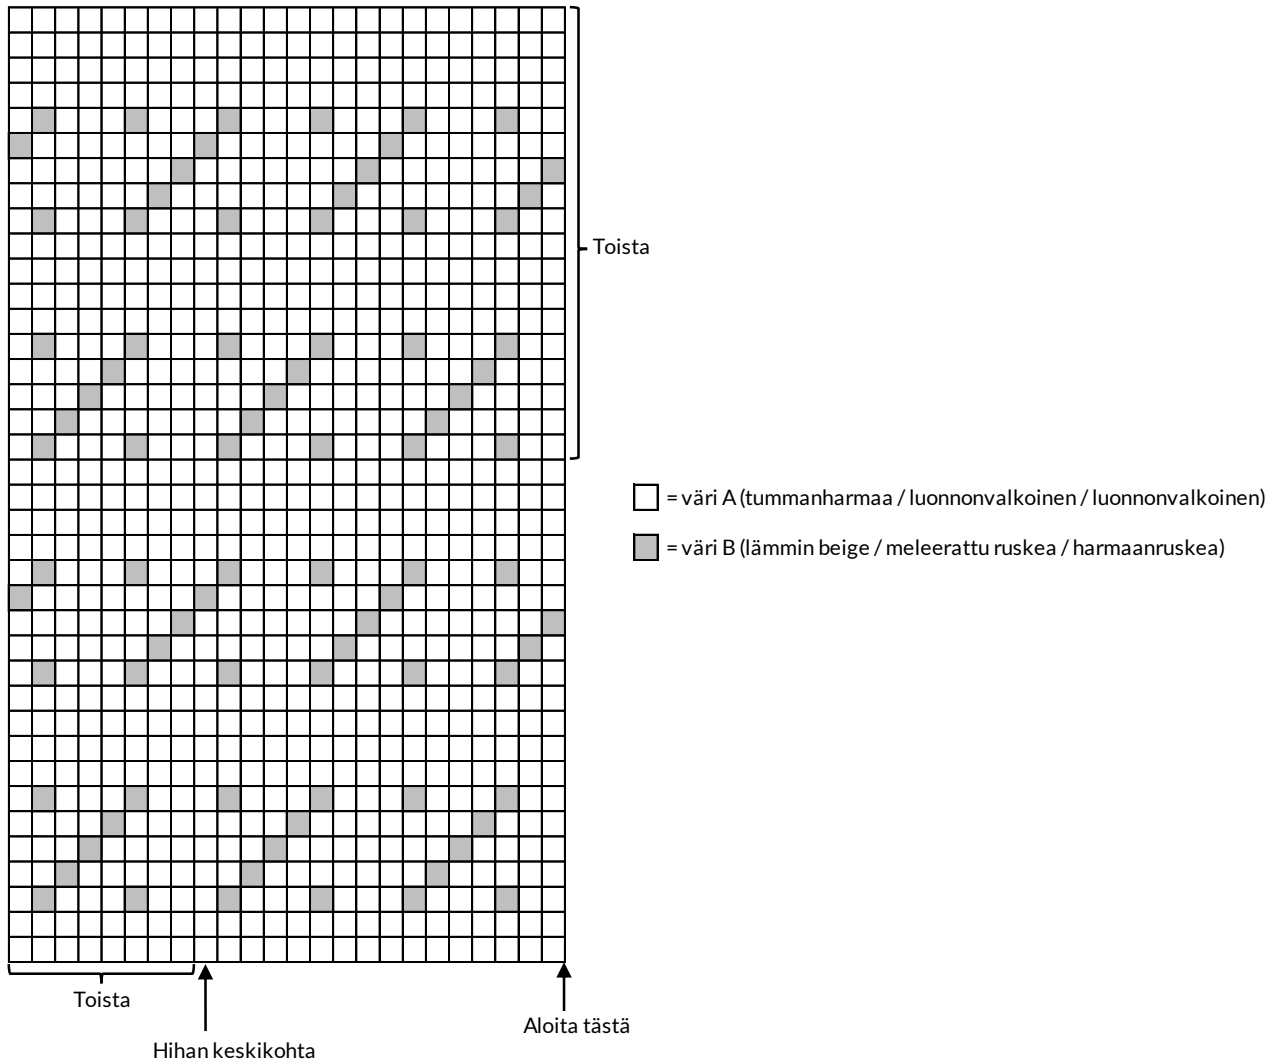 Toista
= väri A (tummanharmaa / luonnonvalkoinen / luonnonvalkoinen)
= väri B (lämmin beige / meleerattu ruskea / harmaanruskea)
Toista
Aloita tästä
Hihan keskikohta